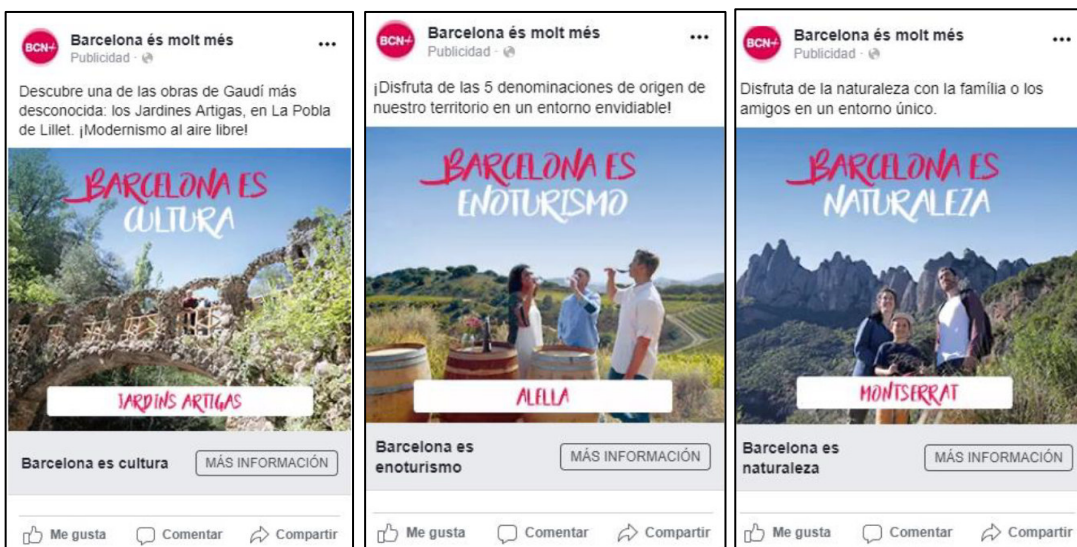 BCN+
Barcelona és molt més
Publicidad
Descubre una de las obras de Gaudí más
desconocida: los Jardines Artigas, en La Pobla
de Lillet. ¡Modernismo al aire libre!
BARCELONA ES
CULTURA
JARDINS ARTIGAS
Barcelona es cultura
MÁS INFORMACIÓN
Me gusta Comentar Compartir
BCN+
Barcelona és molt més
Publicidad
¡Disfruta de las 5 denominaciones de origen de
nuestro territorio en un entorno envidiable!
BARCELONA ES
ENOTURISMO
ALELLA
Barcelona es
enoturismo
MÁS INFORMACIÓN
Me gusta Comentar Compartir
BCN+
Barcelona és molt més
Publicidad
Disfruta de la naturaleza con la família o los
amigos en un entorno único.
BARCELONA ES
NATURALEZA
MONTSERRAT
Barcelona es
naturaleza
MÁS INFORMACIÓN
Me gusta Comentar Compartir